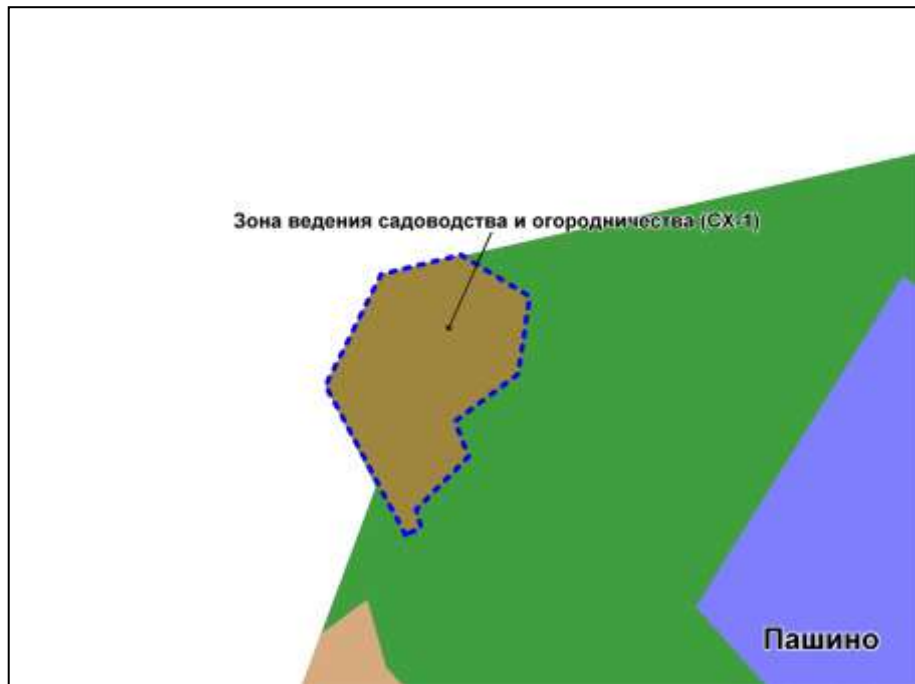 Зона ведения садоводства и огородничества (СХ-1)
Пашино